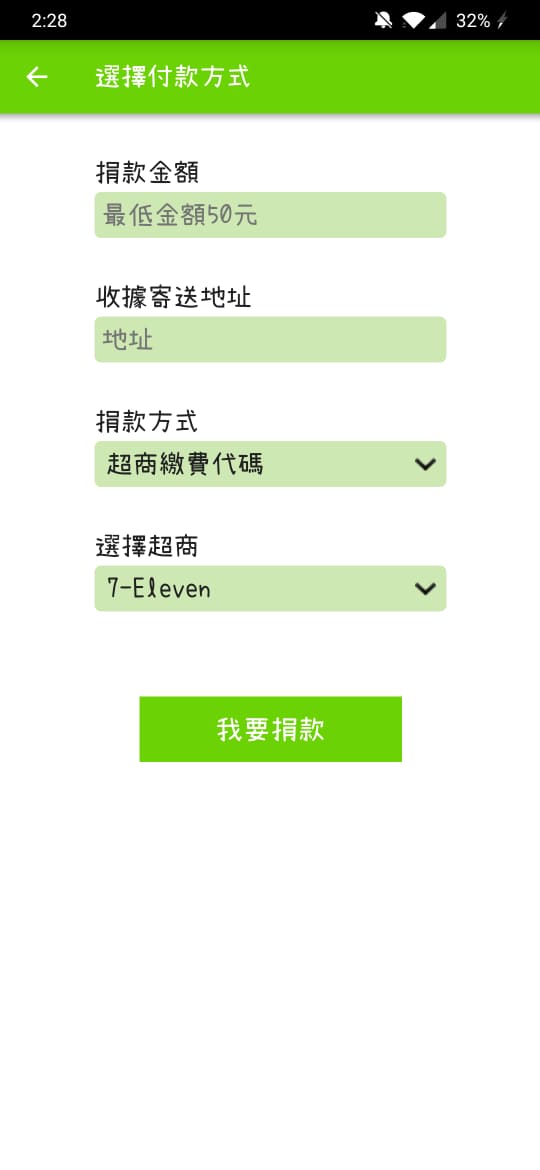 2:28
32%
選擇付款方式
捐款金額
最低金額50元
收據寄送地址
地址
捐款方式
超商繳費代碼
選擇超商
7-Eleven
我要捐款